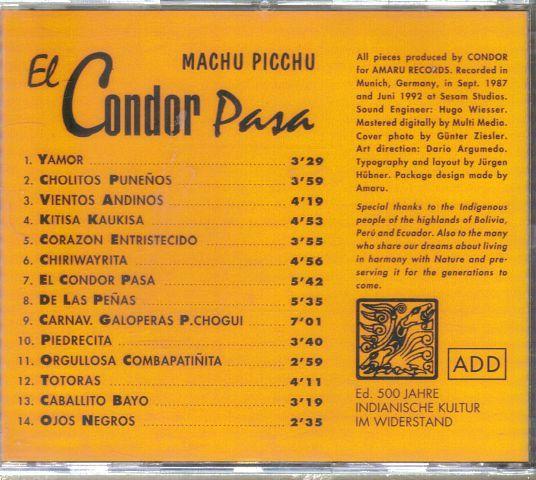 MACHU PICCHU
El Condor Pasa
1. YAMOR 3'29
2. CHOLITOS PUNEÑOS 3'59
3. VIENTOS ANDINOS 4'19
4. KITISA KAUKISA 4'53
5. CORAZON ENTRISTECIDO 3'55
6. CHIRIWAYRITA 4'56
7. EL CONDOR PASA 5'42
8. DE LAS PEÑAS 5'35
9. CARNAV. GALOPERAS P.CHOGUI 7'01
10. PIEDRECITA 3'40
11. ORGULLOSA COMBAPATIÑITA 2'59
12. TOTORAS 4'11
13. CABALLITO BAYO 3'19
14. OJOS NEGROS 2'35
All pieces produced by CONDOR
for AMARU RECORDS. Recorded in
Munich, Germany, in Sept. 1987
and Juni 1992 at Sesam Studios.
Sound Engineer: Hugo Wiesser.
Mastered digitally by Multi Media.
Cover photo by Günter Ziesler.
Art direction: Dario Argumedo.
Typography and layout by Jürgen
Hübner. Package design made by
Amaru.
Special thanks to the Indigenous
people of the highlands of Bolivia,
Perú and Ecuador. Also to the many
who share our dreams about living
in harmony with Nature and pre-
serving it for the generations to
come.
ADD
Ed. 500 JAHRE
INDIANISCHE KULTUR
IM WIDERSTAND